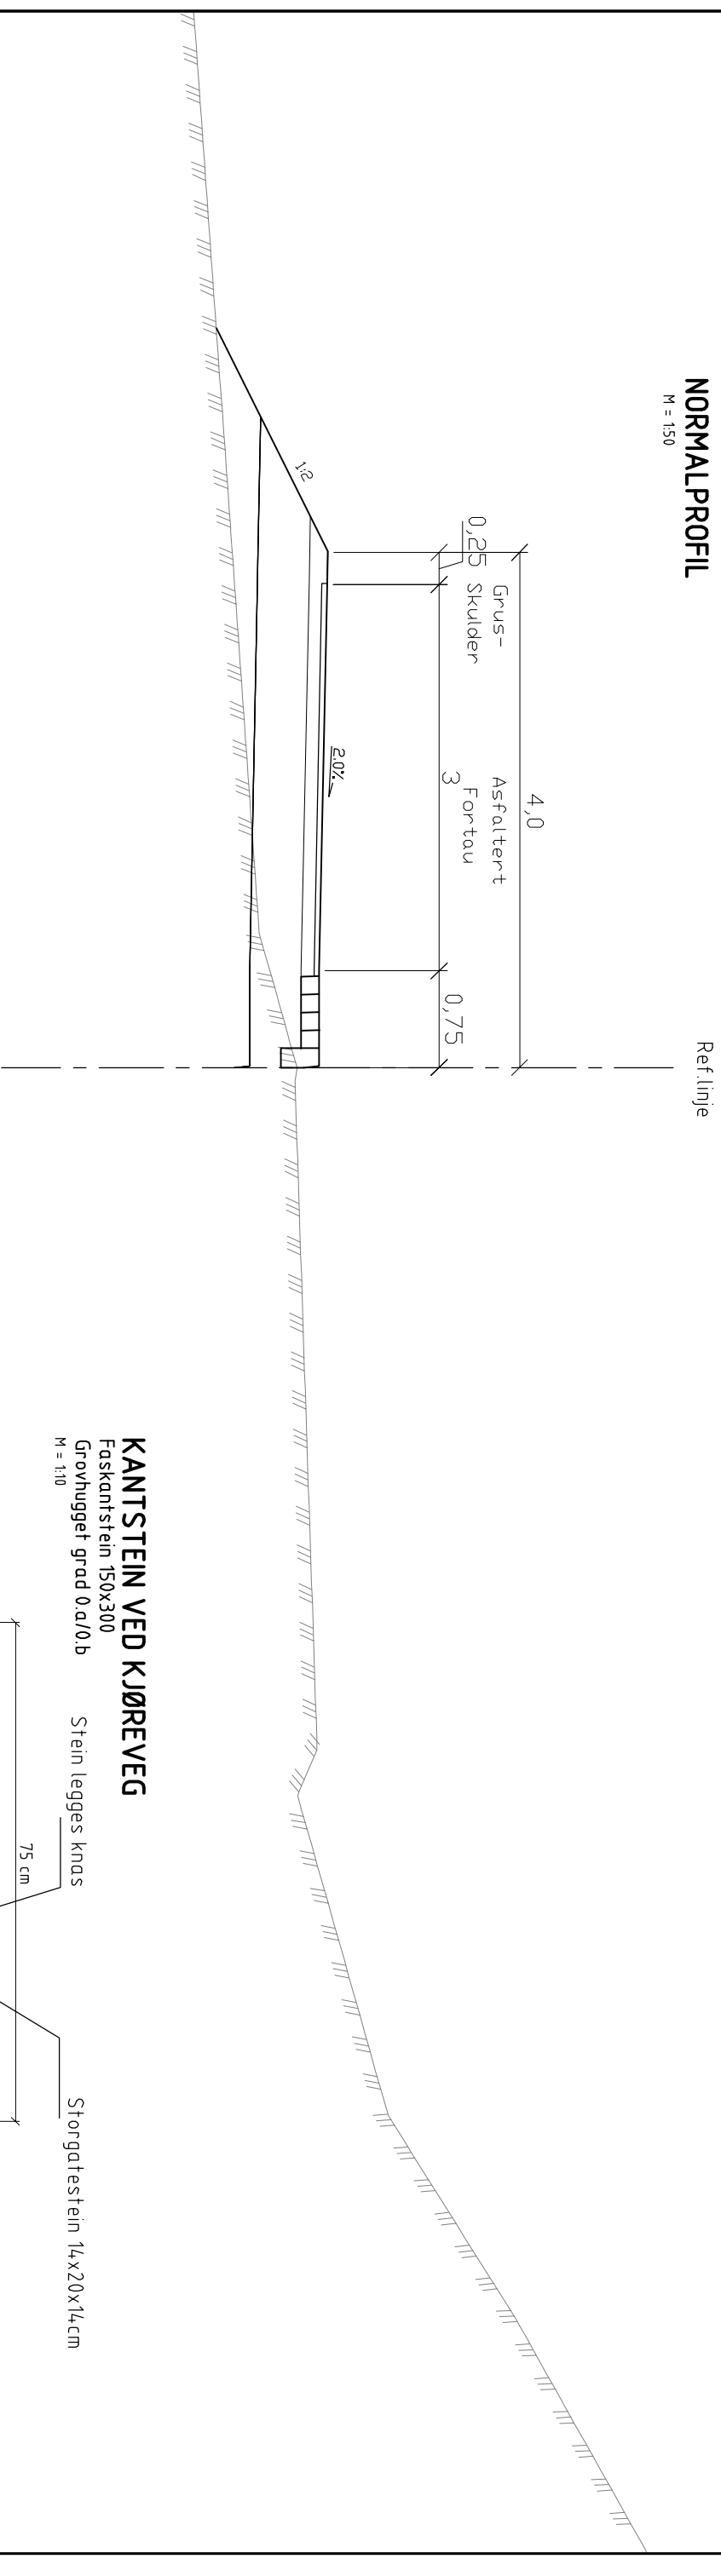 NORMALPROFIL
M = 1:50
Ref.linje
4,0
0,25
Grus-
Skulder
Asfaltert
3
Fortau
0,75
1:2
2.0%
KANTSTEIN VED KJØREVEG
Faskantstein 150x300
Grovhugget grad 0.a/0.b
M = 1:10
Stein legges knas
Storgatestein 14x20x14cm
75 cm